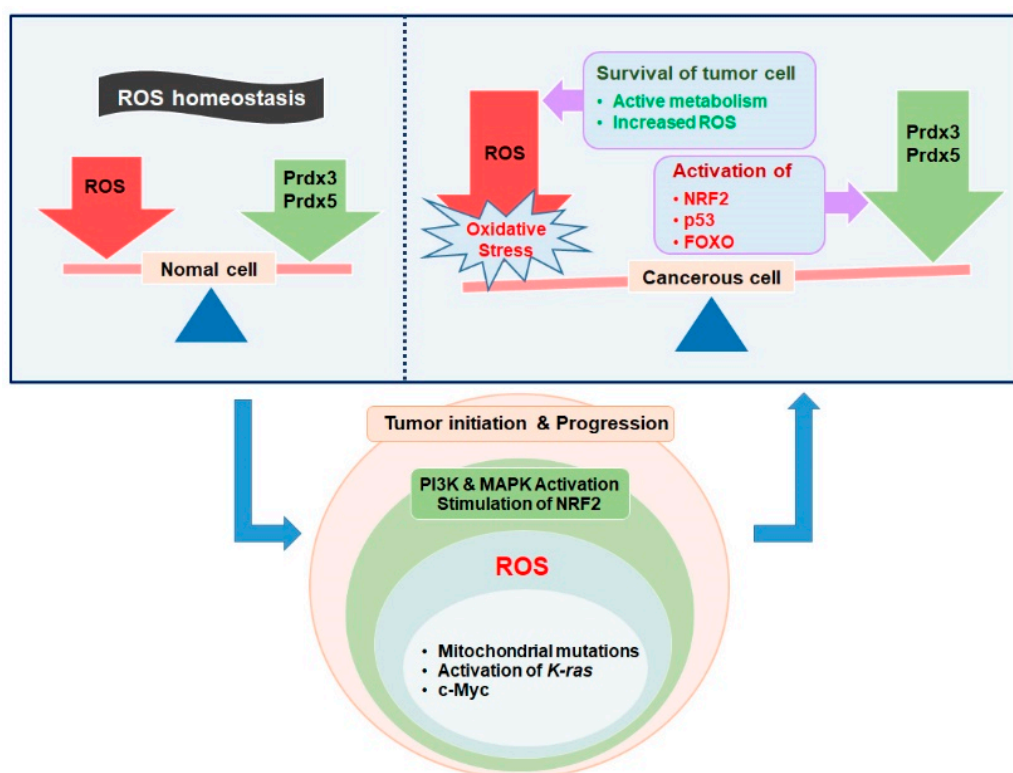 ROS homeostasis
ROS
Prdx3
Prdx5
Nomal cell
Survival of tumor cell
• Active metabolism
• Increased ROS
ROS
Oxidative
Stress
Activation of
• NRF2
• p53
• FOXO
Prdx3
Prdx5
Cancerous cell
Tumor initiation & Progression
PI3K & MAPK Activation
Stimulation of NRF2
ROS
• Mitochondrial mutations
• Activation of K-ras
• c-Myc